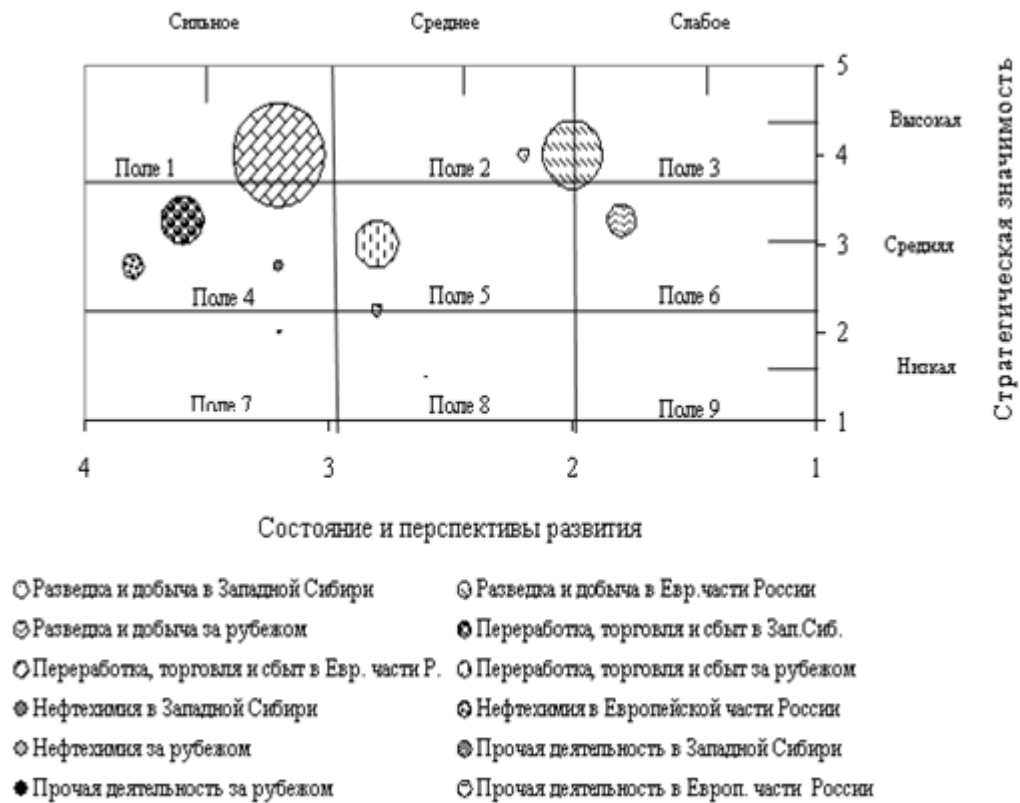 Сильное Среднее Слабое
5
Высокая
4
Поле 1 Поле 2 Поле 3
3
Средняя
Поле 4 Поле 5 Поле 6
2
Низкая
Поле 7 Поле 8 Поле 9
1
Стратегическая значимость
4 3 2 1
Состояние и перспективы развития
Разведка и добыча в Западной Сибири Разведка и добыча в Евр.части России
Разведка и добыча за рубежом Переработка, торговля и сбыт в Зап.Сиб.
Переработка, торговля и сбыт в Евр. части Р. Переработка, торговля и сбыт за рубежом
Нефтехимия в Западной Сибири Нефтехимия в Европейской части России
Нефтехимия за рубежом Прочая деятельность в Западной Сибири
Прочая деятельность за рубежом Прочая деятельность в Европ. части России